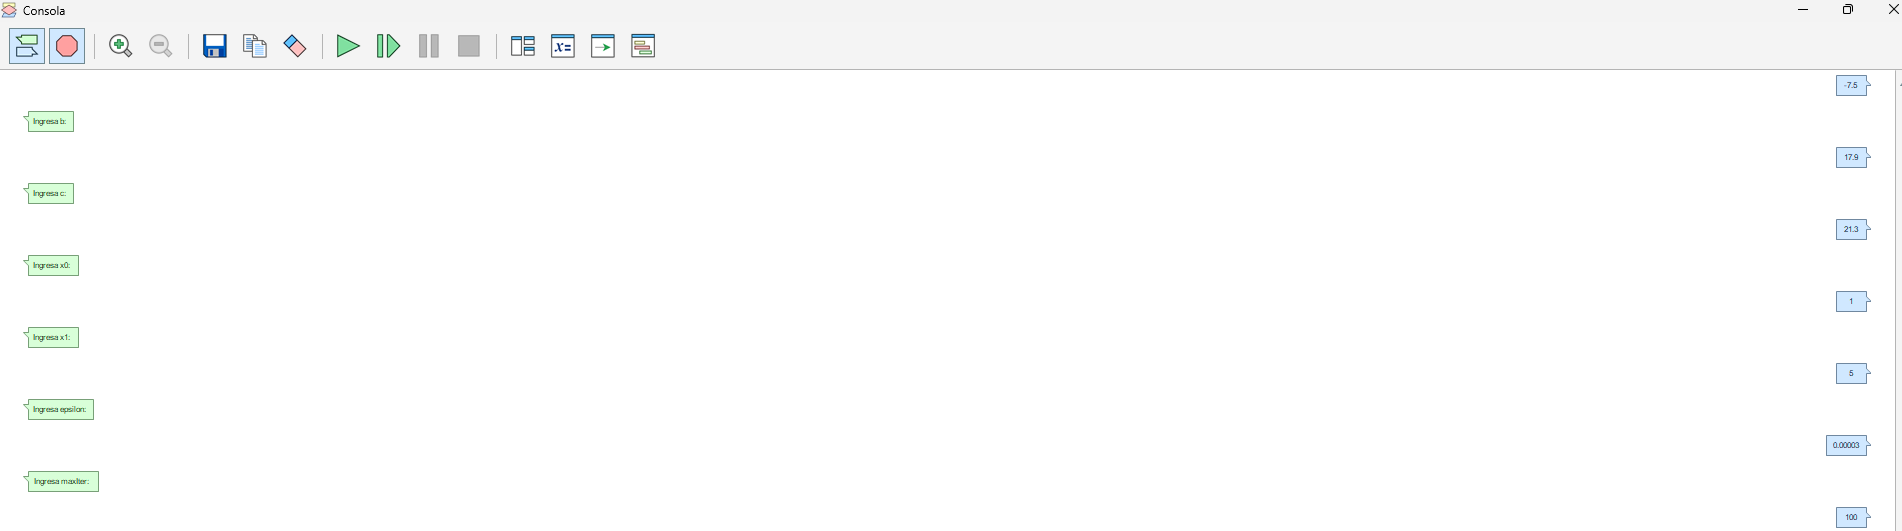 Consola
x=
-7.5
Ingresa b:
17.9
Ingresa c:
21.3
Ingresa x0:
1
Ingresa x1:
5
Ingresa epsilon:
0.00003
Ingresa maxIter:
100